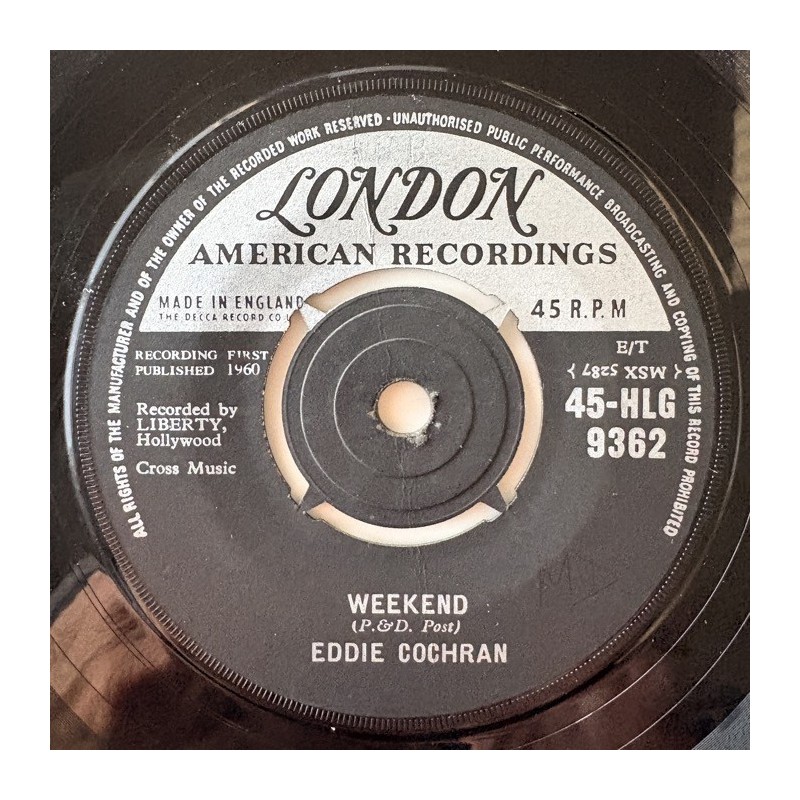 ALL RIGHTS OF THE MANUFACTURER AND OF THE OWNER OF THE RECORDED WORK RESERVED · UNAUTHORISED PUBLIC PERFORMANCE BROADCASTING AND COPYING OF THIS RECORD PROHIBITED
LONDON
AMERICAN RECORDINGS
MADE IN ENGLAND
THE DECCA RECORD CO
45 R.P.M
RECORDING FIRST
PUBLISHED 1960
E/T
{ MSX 5287 }
45-HLG
9362
Recorded by
LIBERTY,
Hollywood
Cross Music
WEEKEND
(P.&D. Post)
EDDIE COCHRAN